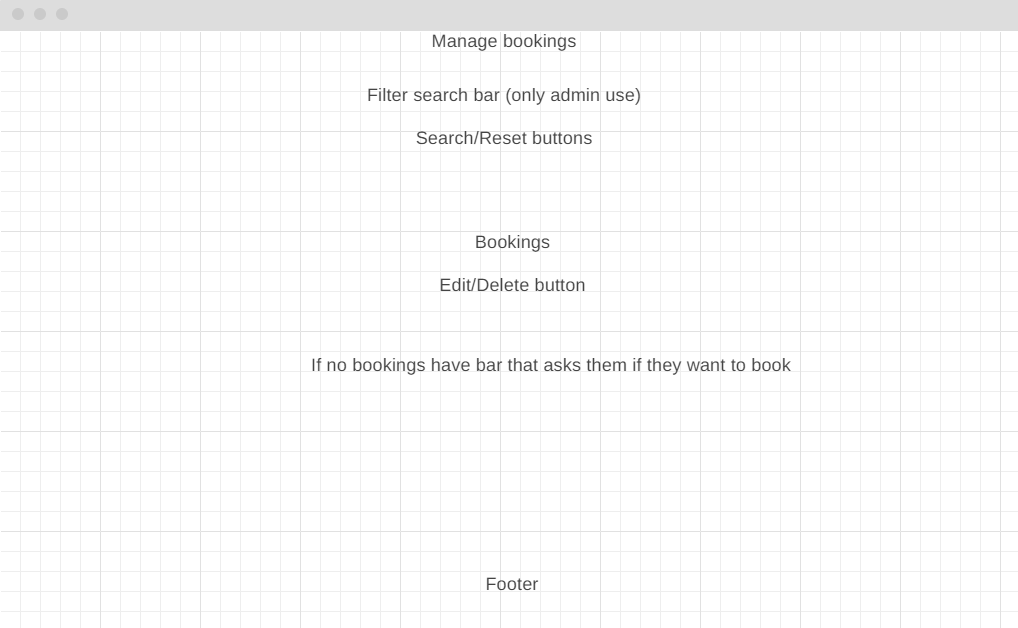 Manage bookings
Filter search bar (only admin use)
Search/Reset buttons
Bookings
Edit/Delete button
If no bookings have bar that asks them if they want to book
Footer